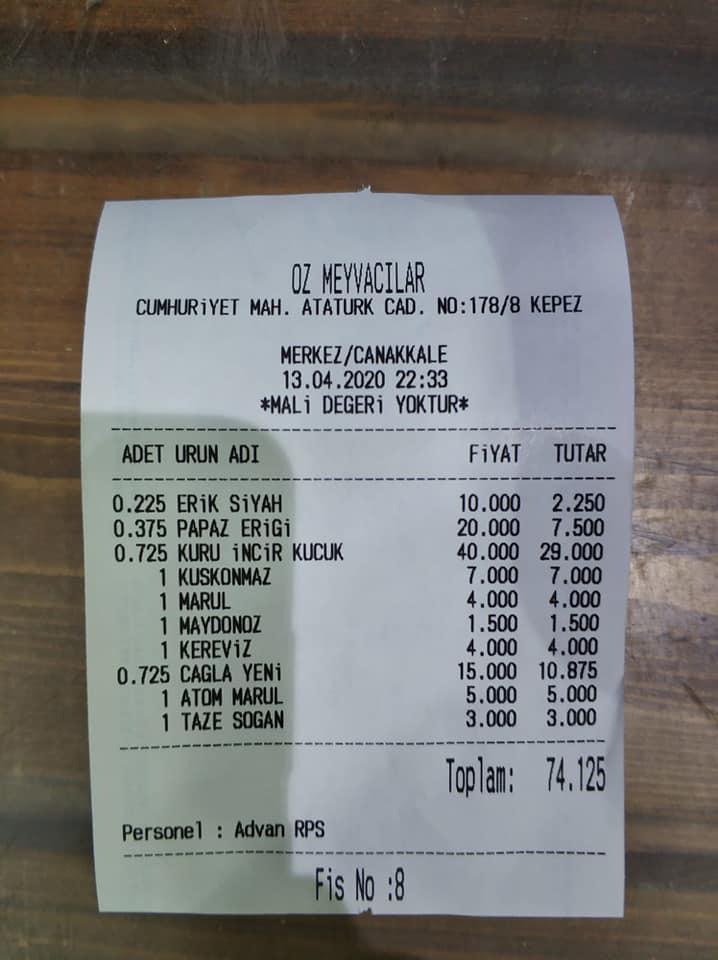 OZ MEYVACILAR
CUMHURiYET MAH. ATATURK CAD. NO:178/8 KEPEZ
MERKEZ/CANAKKALE
13.04.2020 22:33
*MALi DEGERi YOKTUR*
ADET URUN ADI FiYAT TUTAR
0.225 ERiK SiYAH 10.000 2.250
0.375 PAPAZ ERiGi 20.000 7.500
0.725 KURU iNCiR KUCUK 40.000 29.000
1 KUSKONMAZ 7.000 7.000
1 MARUL 4.000 4.000
1 MAYDONOZ 1.500 1.500
1 KEREViZ 4.000 4.000
0.725 CAGLA YENi 15.000 10.875
1 ATOM MARUL 5.000 5.000
1 TAZE SOGAN 3.000 3.000
Toplam: 74.125
Personel : Advan RPS
Fis No :8